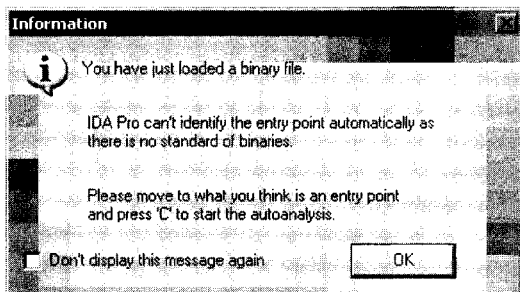 Information
You have just loaded a binary file.
IDA Pro can't identify the entry point automatically as
there is no standard of binaries.
Please move to what you think is an entry point
and press 'C' to start the autoanalysis.
Don't display this message again
OK